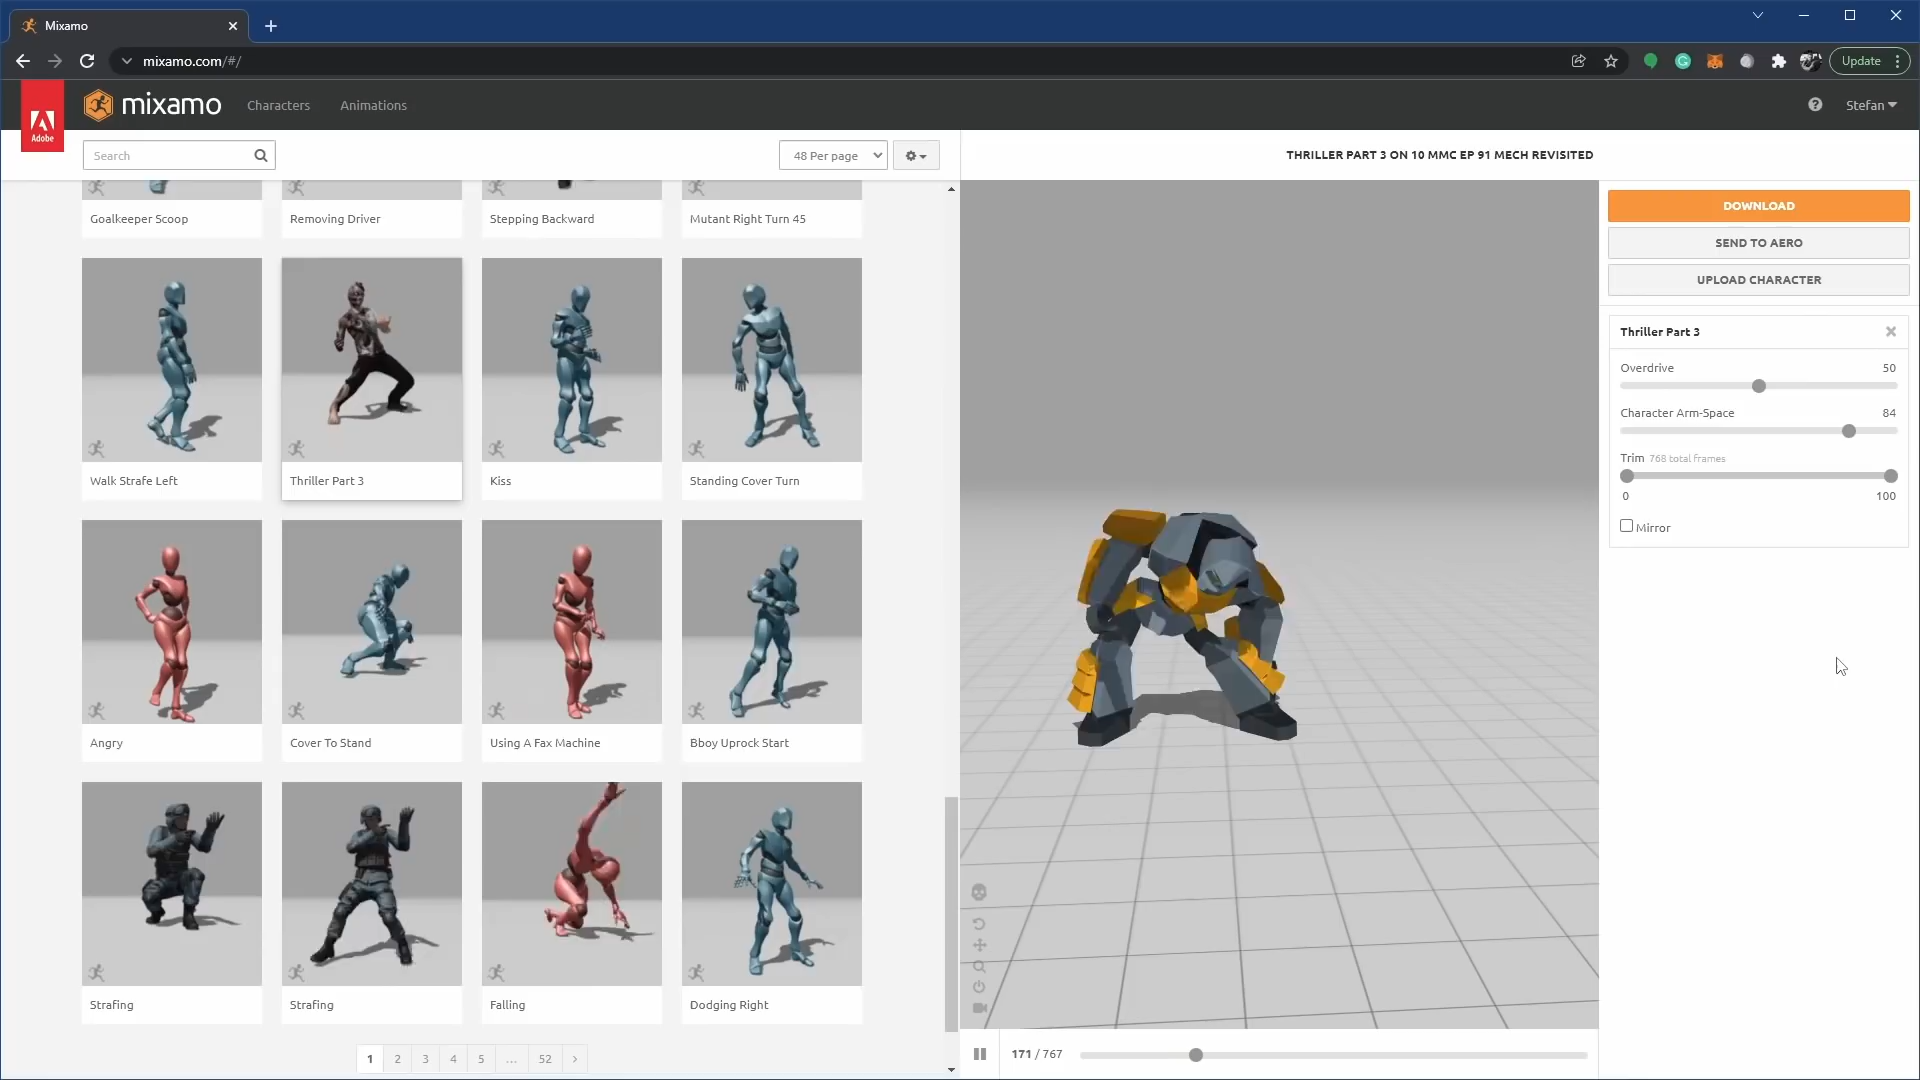 Mixamo
mixamo.com/#/
Update
Adobe
mixamo
Characters
Animations
Stefan
Search
48 Per page
THRILLER PART 3 ON 10 MMC EP 91 MECH REVISITED
Goalkeeper Scoop
Removing Driver
Stepping Backward
Mutant Right Turn 45
Walk Strafe Left
Thriller Part 3
Kiss
Standing Cover Turn
Angry
Cover To Stand
Using A Fax Machine
Bboy Uprock Start
Strafing
Strafing
Falling
Dodging Right
1 2 3 4 5 ... 52 >
DOWNLOAD
SEND TO AERO
UPLOAD CHARACTER
Thriller Part 3
Overdrive 50
Character Arm-Space 84
Trim 768 total frames
0 100
Mirror
171 / 767